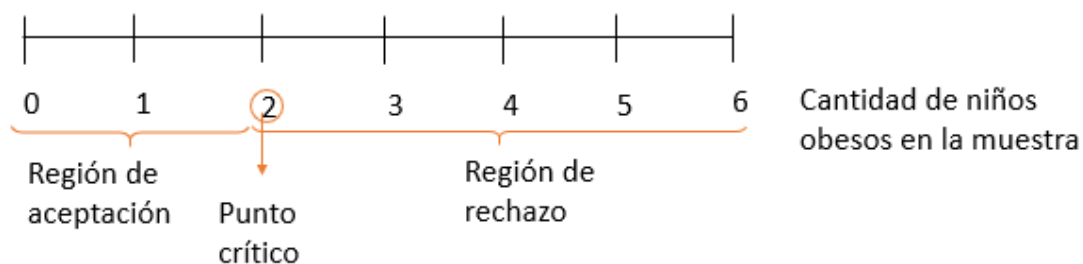 0 1 2 3 4 5 6
Cantidad de niños
obesos en la muestra
Región de
aceptación
Punto
crítico
Región de
rechazo